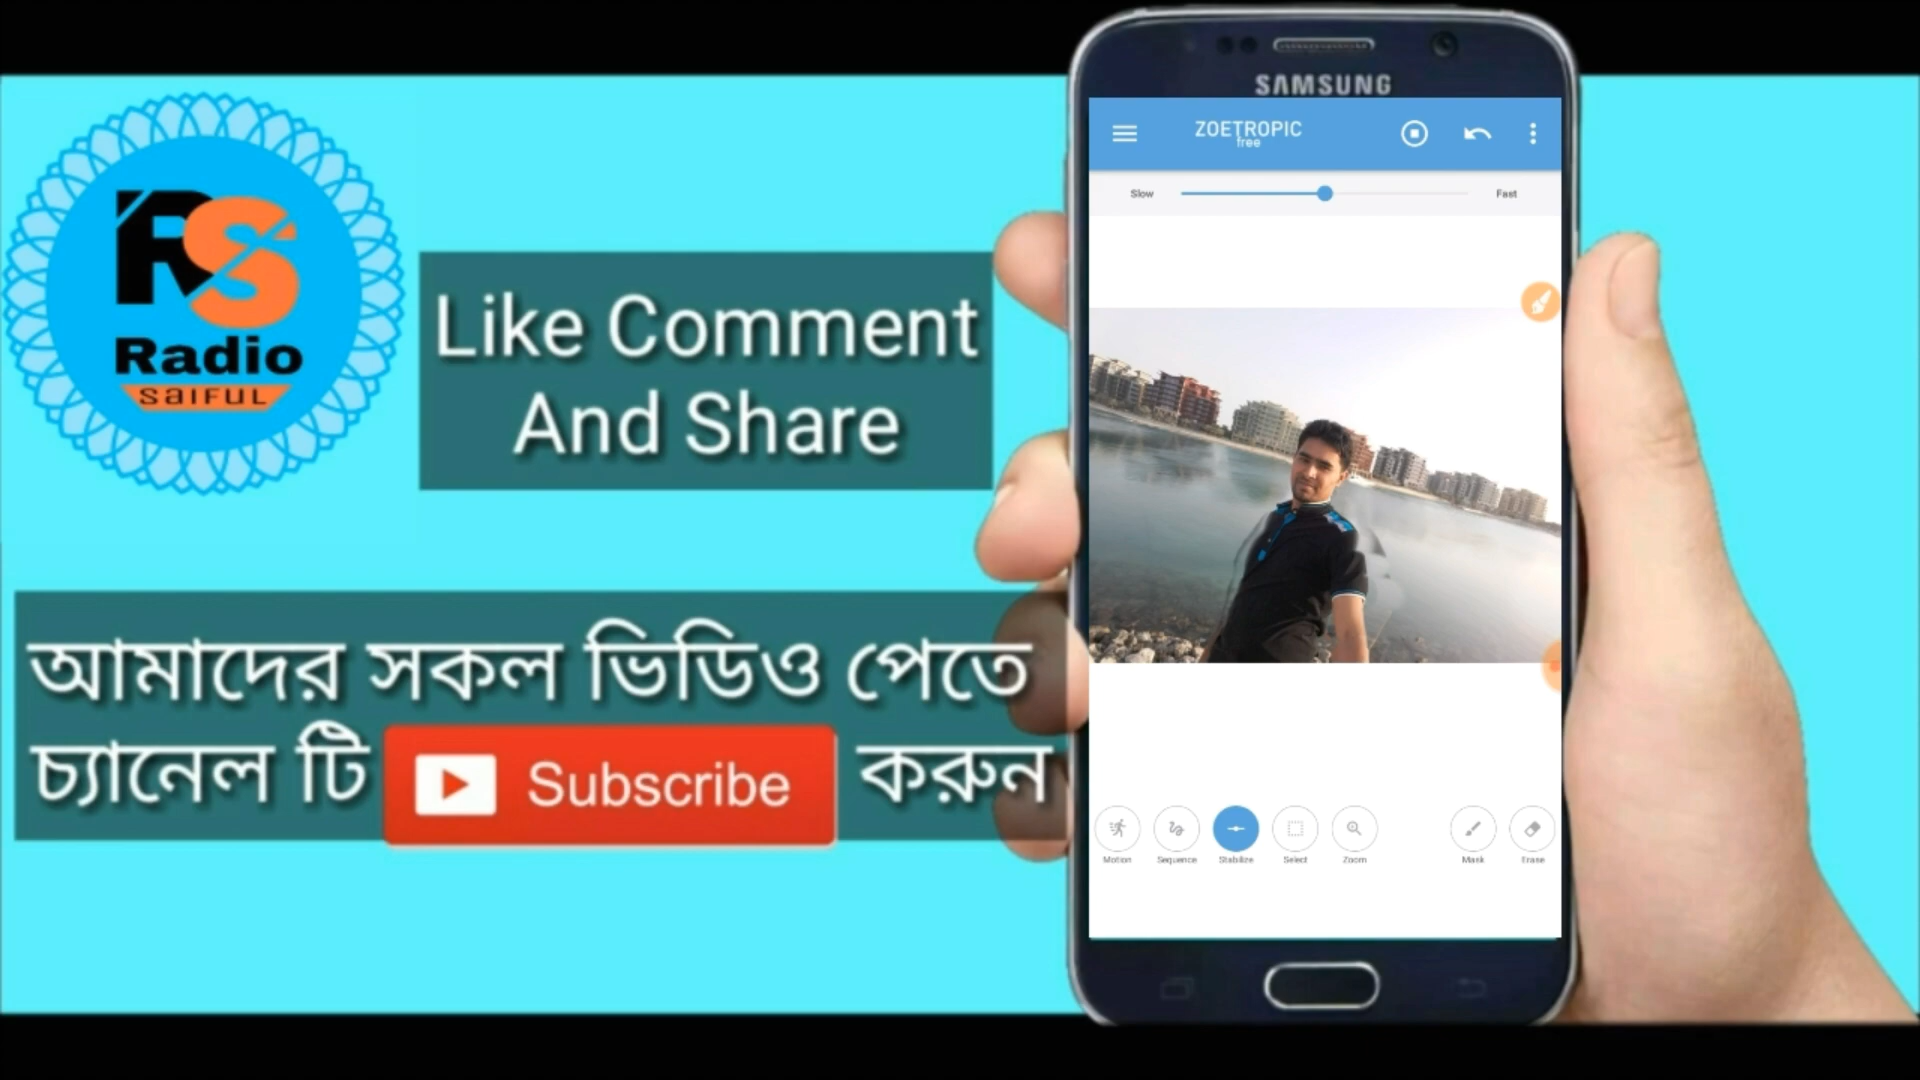 RS
Radio
SAIFUL
Like Comment
And Share
আমাদের সকল ভিডিও পেতে
চ্যানেল টি Subscribe করুন
SAMSUNG
ZOETROPIC
free
Slow Fast
Motion Sequence Stabilize Select Zoom Mask Erase